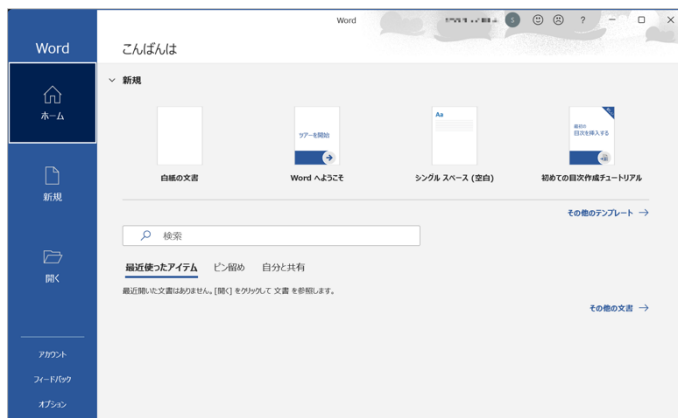 Word
S
?
Word
こんばんは
ホーム
新規
開く
アカウント
フィードバック
オプション
新規
白紙の文書
ツアーを開始
Word へようこそ
Aa
シングル スペース (空白)
最初の
目次を挿入する
初めての目次作成チュートリアル
その他のテンプレート →
検索
最近使ったアイテム
ピン留め
自分と共有
最近開いた文書はありません。[開く] をクリックして 文書 を参照します。
その他の文書 →